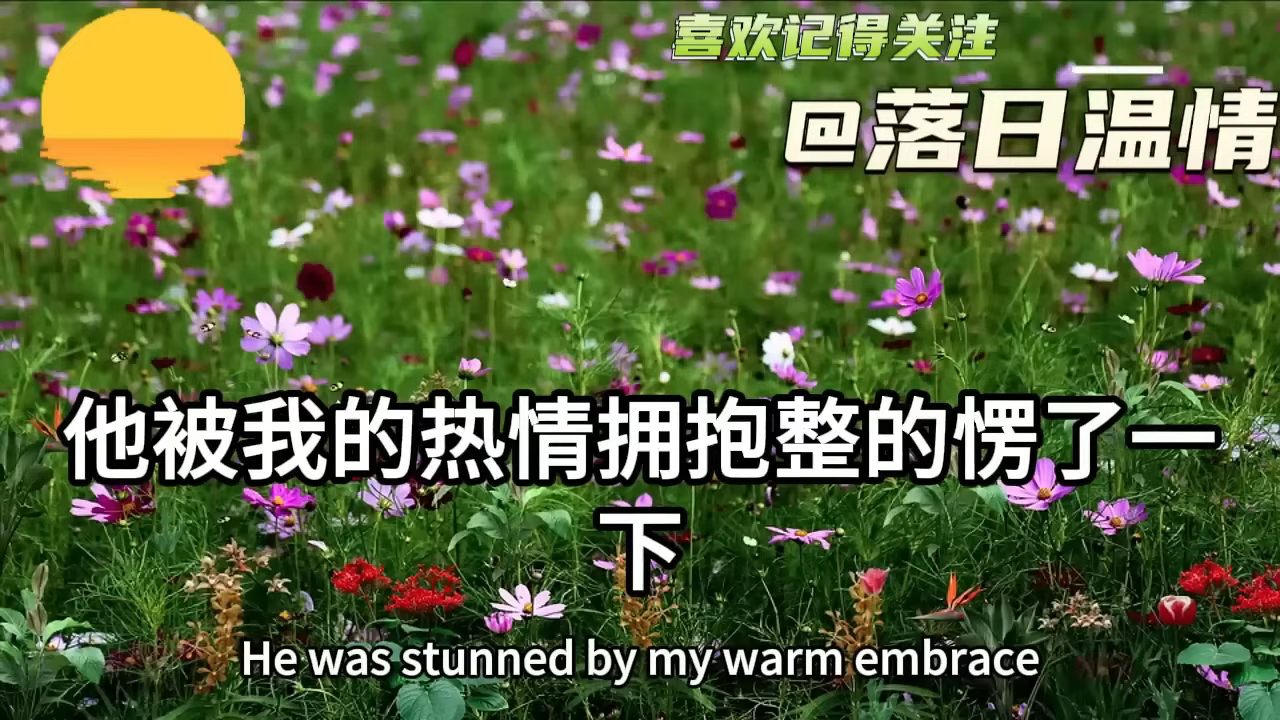 喜欢记得关注
@落日温情
他被我的热情拥抱整的愣了一
下
He was stunned by my warm embrace